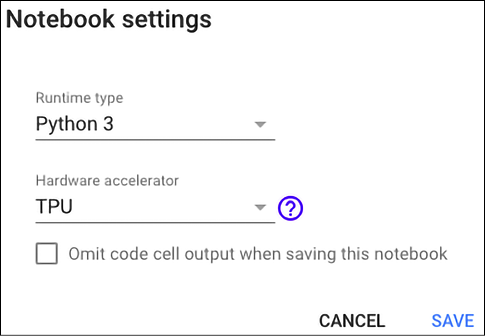 Notebook settings
Runtime type
Python 3
Hardware accelerator
TPU
?
Omit code cell output when saving this notebook
CANCEL SAVE